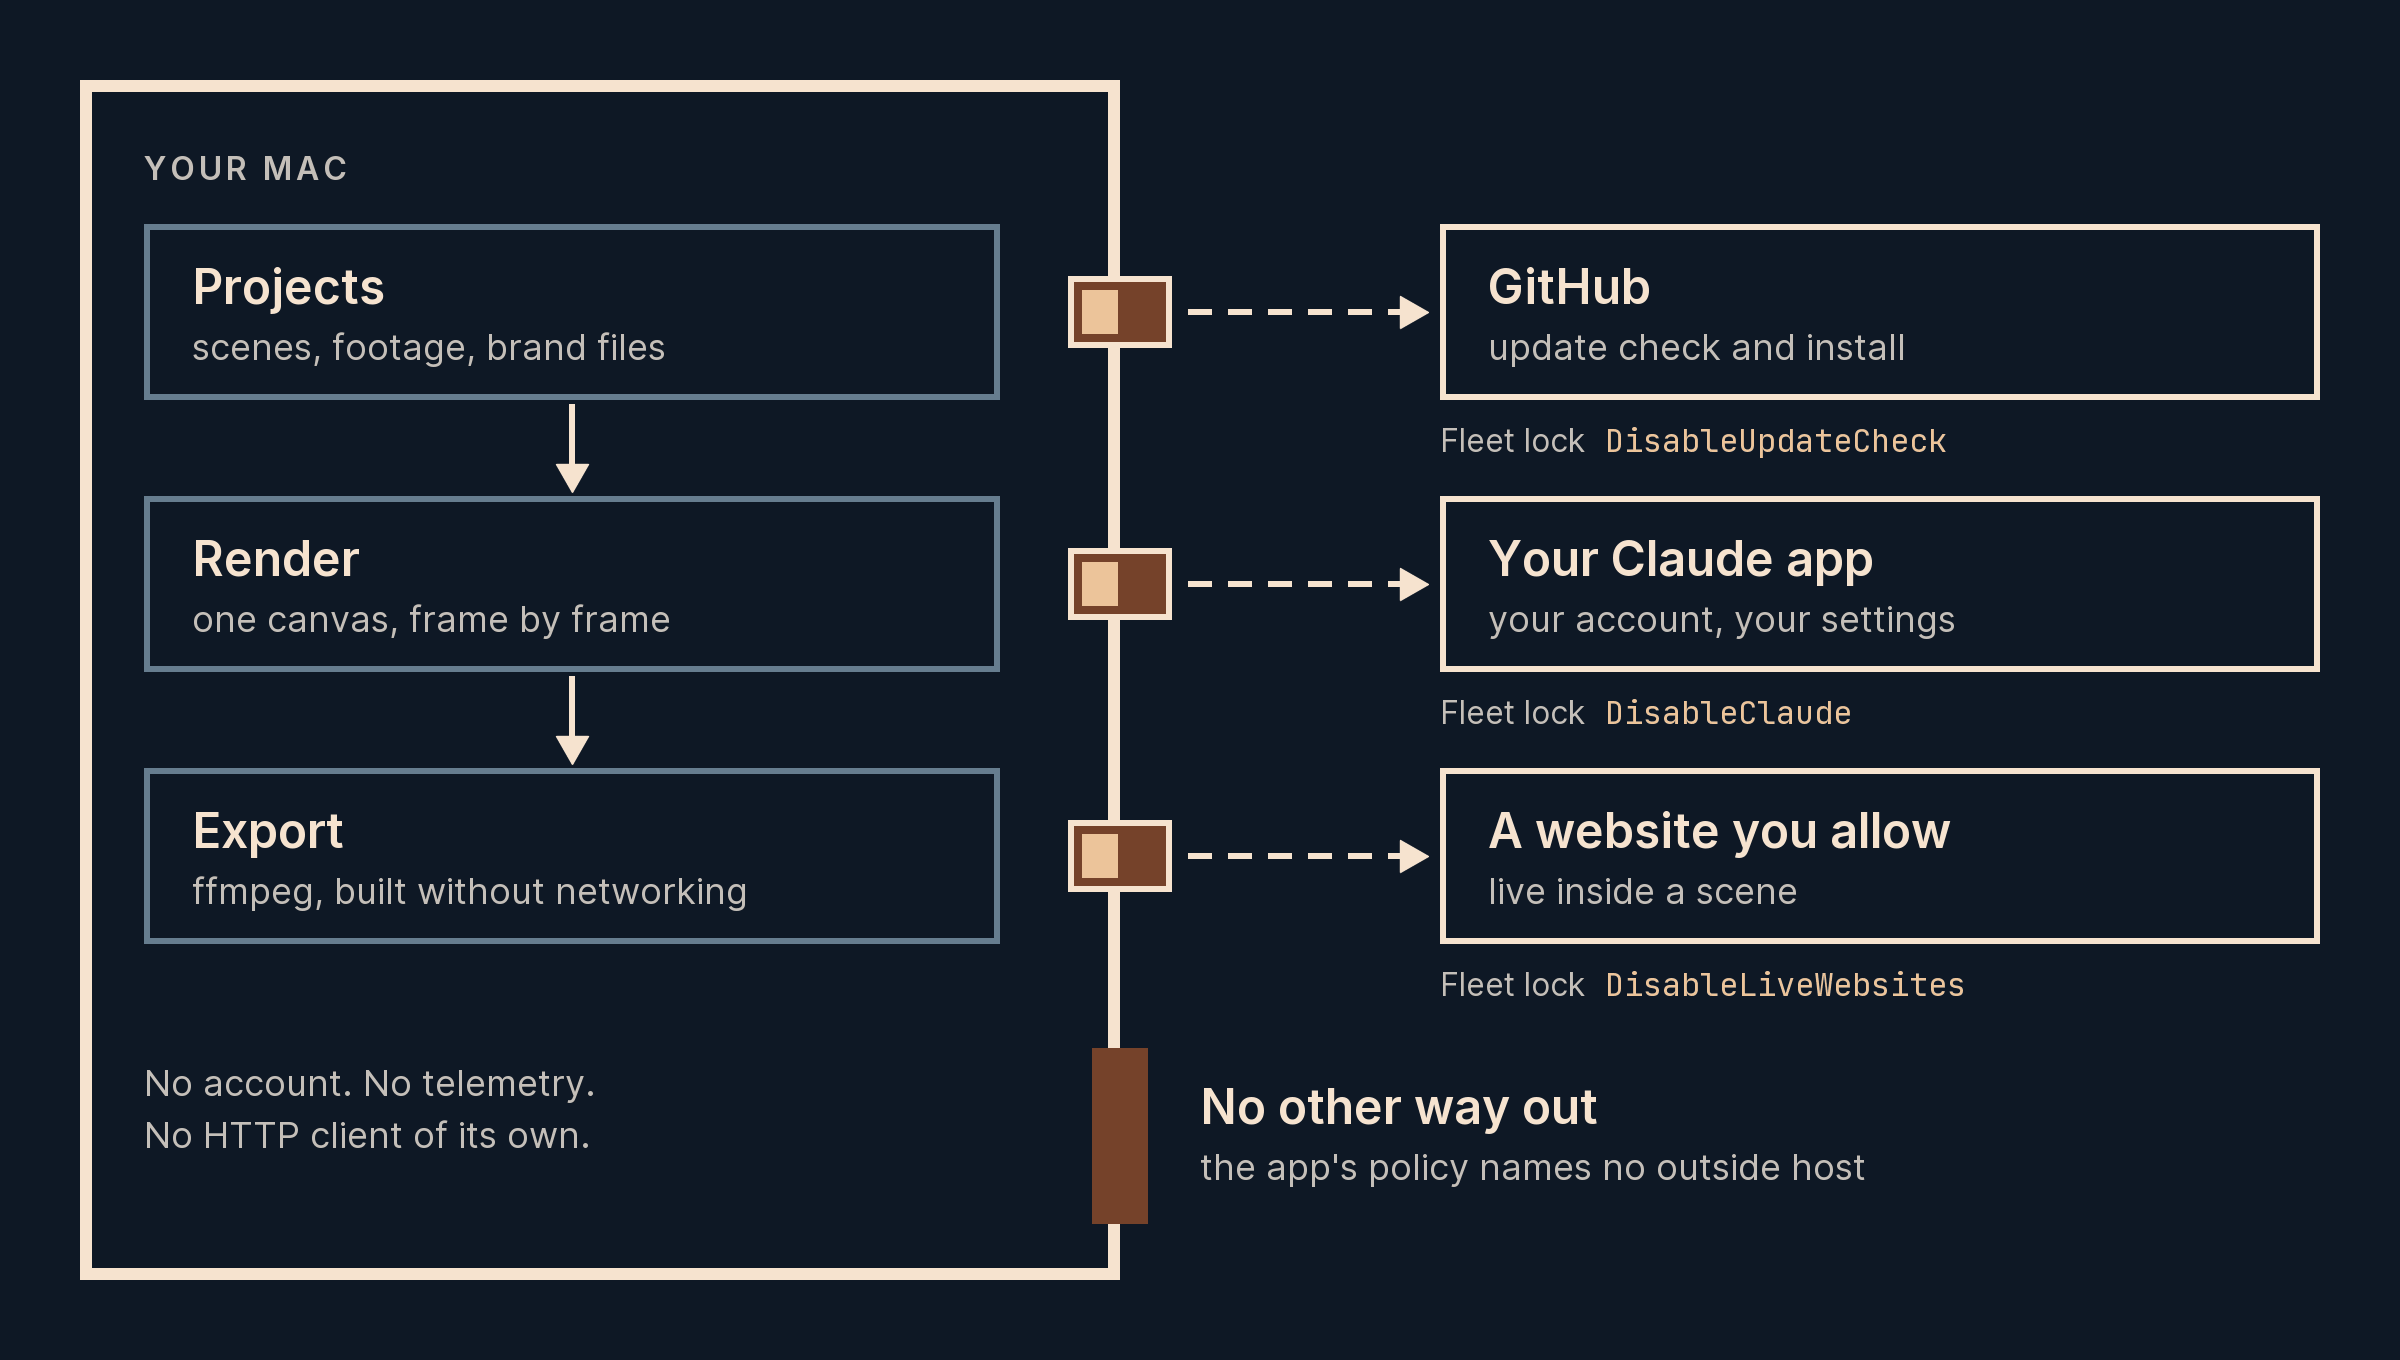 YOUR MAC
Projects
scenes, footage, brand files
Render
one canvas, frame by frame
Export
ffmpeg, built without networking
No account. No telemetry.
No HTTP client of its own.
GitHub
update check and install
Fleet lock DisableUpdateCheck
Your Claude app
your account, your settings
Fleet lock DisableClaude
A website you allow
live inside a scene
Fleet lock DisableLiveWebsites
No other way out
the app's policy names no outside host